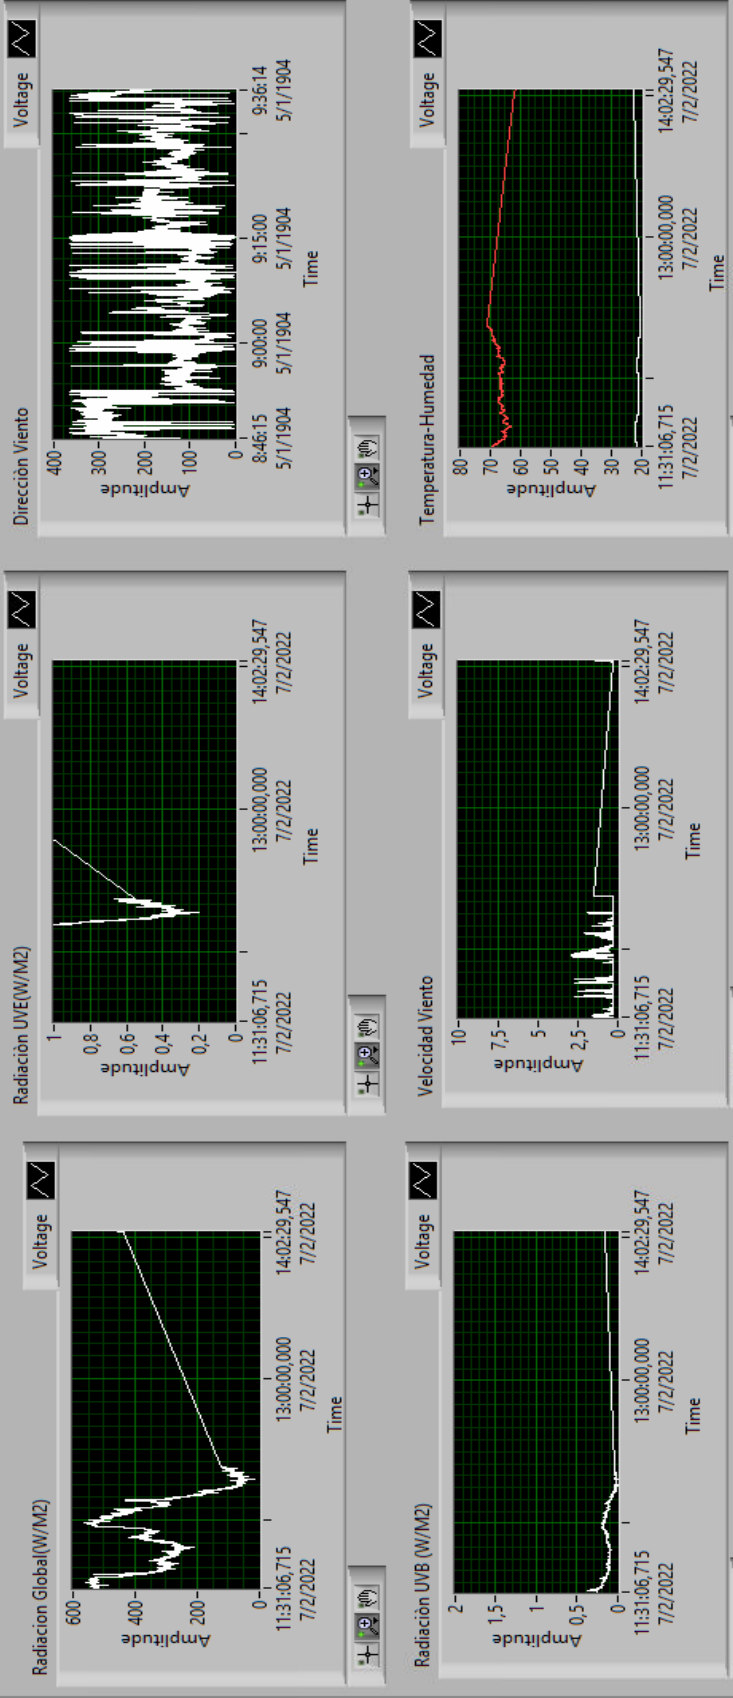 Radiacion Global(W/M2)
Voltage
600
400
200
0
Amplitude
11:31:06,715
7/2/2022
13:00:00,000
7/2/2022
14:02:29,547
7/2/2022
Time
Radiaciòn UVE(W/M2)
Voltage
1
0,8
0,6
0,4
0,2
0
Amplitude
11:31:06,715
7/2/2022
13:00:00,000
7/2/2022
14:02:29,547
7/2/2022
Time
Direcciòn Viento
Voltage
400
300
200
100
0
Amplitude
8:46:15
5/1/1904
9:00:00
5/1/1904
9:15:00
5/1/1904
9:36:14
5/1/1904
Time
Radiaciòn UVB (W/M2)
Voltage
2
1,5
1
0,5
0
Amplitude
11:31:06,715
7/2/2022
13:00:00,000
7/2/2022
14:02:29,547
7/2/2022
Time
Velocidad Viento
Voltage
10
7,5
5
2,5
0
Amplitude
11:31:06,715
7/2/2022
13:00:00,000
7/2/2022
14:02:29,547
7/2/2022
Time
Temperatura-Humedad
Voltage
80
70
60
50
40
30
20
Amplitude
11:31:06,715
7/2/2022
13:00:00,000
7/2/2022
14:02:29,547
7/2/2022
Time